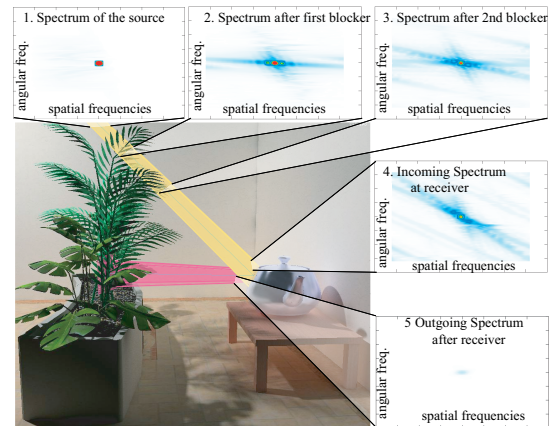 1. Spectrum of the source
angular freq.
spatial frequencies
2. Spectrum after first blocker
angular freq.
spatial frequencies
3. Spectrum after 2nd blocker
angular freq.
spatial frequencies
4. Incoming Spectrum
at receiver
angular freq.
spatial frequencies
5 Outgoing Spectrum
after receiver
angular freq.
spatial frequencies